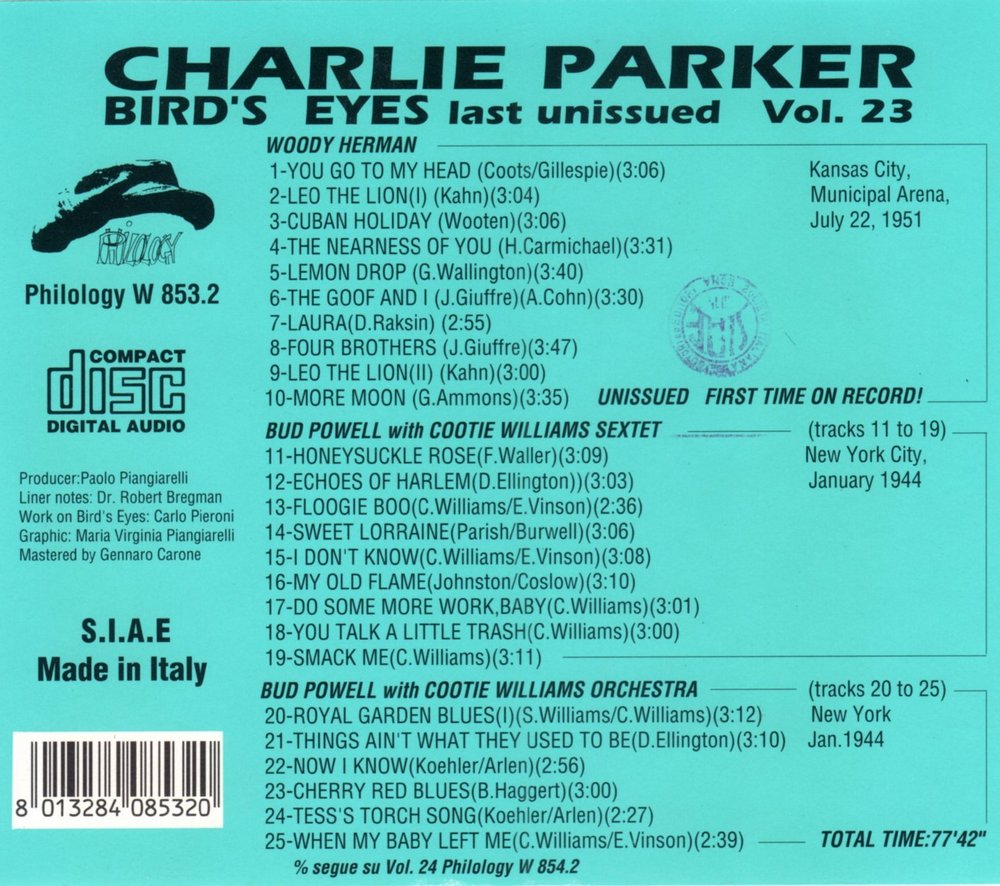 CHARLIE PARKER
BIRD'S EYES last unissued Vol. 23
PHILOLOGY
Philology W 853.2
COMPACT
disc
DIGITAL AUDIO
Producer:Paolo Piangiarelli
Liner notes: Dr. Robert Bregman
Work on Bird's Eyes: Carlo Pieroni
Graphic: Maria Virginia Piangiarelli
Mastered by Gennaro Carone
S.I.A.E
Made in Italy
8 013284 085320
WOODY HERMAN
1-YOU GO TO MY HEAD (Coots/Gillespie)(3:06)
2-LEO THE LION(I) (Kahn)(3:04)
3-CUBAN HOLIDAY (Wooten)(3:06)
4-THE NEARNESS OF YOU (H.Carmichael)(3:31)
5-LEMON DROP (G.Wallington)(3:40)
6-THE GOOF AND I (J.Giuffre)(A.Cohn)(3:30)
7-LAURA(D.Raksin) (2:55)
8-FOUR BROTHERS (J.Giuffre)(3:47)
9-LEO THE LION(II) (Kahn)(3:00)
10-MORE MOON (G.Ammons)(3:35) UNISSUED FIRST TIME ON RECORD!
Kansas City,
Municipal Arena,
July 22, 1951
SIAE
BUD POWELL with COOTIE WILLIAMS SEXTET (tracks 11 to 19)
New York City,
January 1944
11-HONEYSUCKLE ROSE(F.Waller)(3:09)
12-ECHOES OF HARLEM(D.Ellington))(3:03)
13-FLOOGIE BOO(C.Williams/E.Vinson)(2:36)
14-SWEET LORRAINE(Parish/Burwell)(3:06)
15-I DON'T KNOW(C.Williams/E.Vinson)(3:08)
16-MY OLD FLAME(Johnston/Coslow)(3:10)
17-DO SOME MORE WORK,BABY(C.Williams)(3:01)
18-YOU TALK A LITTLE TRASH(C.Williams)(3:00)
19-SMACK ME(C.Williams)(3:11)
BUD POWELL with COOTIE WILLIAMS ORCHESTRA (tracks 20 to 25)
New York
Jan.1944
20-ROYAL GARDEN BLUES(I)(S.Williams/C.Williams)(3:12)
21-THINGS AIN'T WHAT THEY USED TO BE(D.Ellington)(3:10)
22-NOW I KNOW(Koehler/Arlen)(2:56)
23-CHERRY RED BLUES(B.Haggert)(3:00)
24-TESS'S TORCH SONG(Koehler/Arlen)(2:27)
25-WHEN MY BABY LEFT ME(C.Williams/E.Vinson)(2:39) TOTAL TIME:77'42"
% segue su Vol. 24 Philology W 854.2